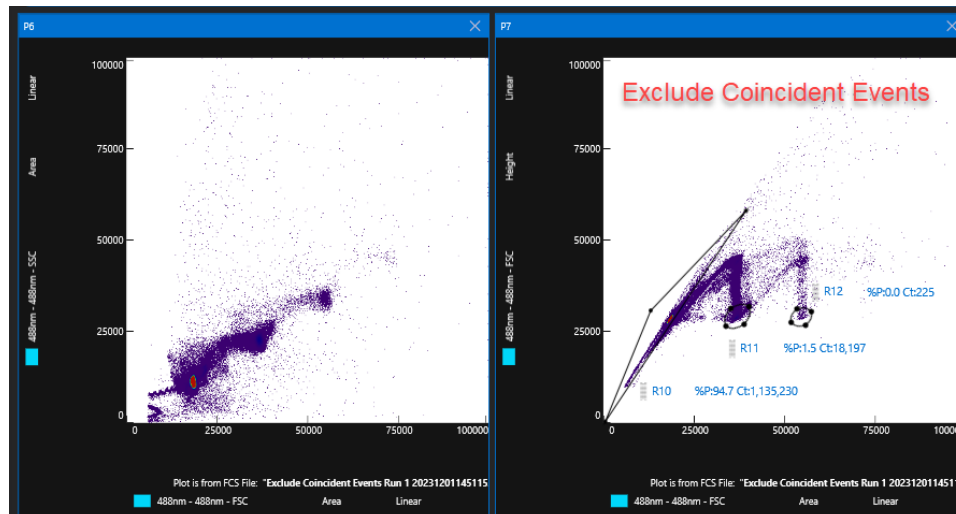 P6
100000
75000
50000
25000
0
0
25000
50000
75000
100000
Linear
Area
488nm - 488nm - SSC
Plot is from FCS File: "Exclude Coincident Events Run 1 20231201145115
488nm - 488nm - FSC
Area
Linear
P7
Exclude Coincident Events
100000
75000
50000
25000
0
0
25000
50000
75000
10000
Linear
Height
488nm - 488nm - FSC
R12 %P:0.0 Ct:225
R11 %P:1.5 Ct:18,197
R10 %P:94.7 Ct:1,135,230
Plot is from FCS File: "Exclude Coincident Events Run 1 2023120114511
488nm - 488nm - FSC
Area
Linear